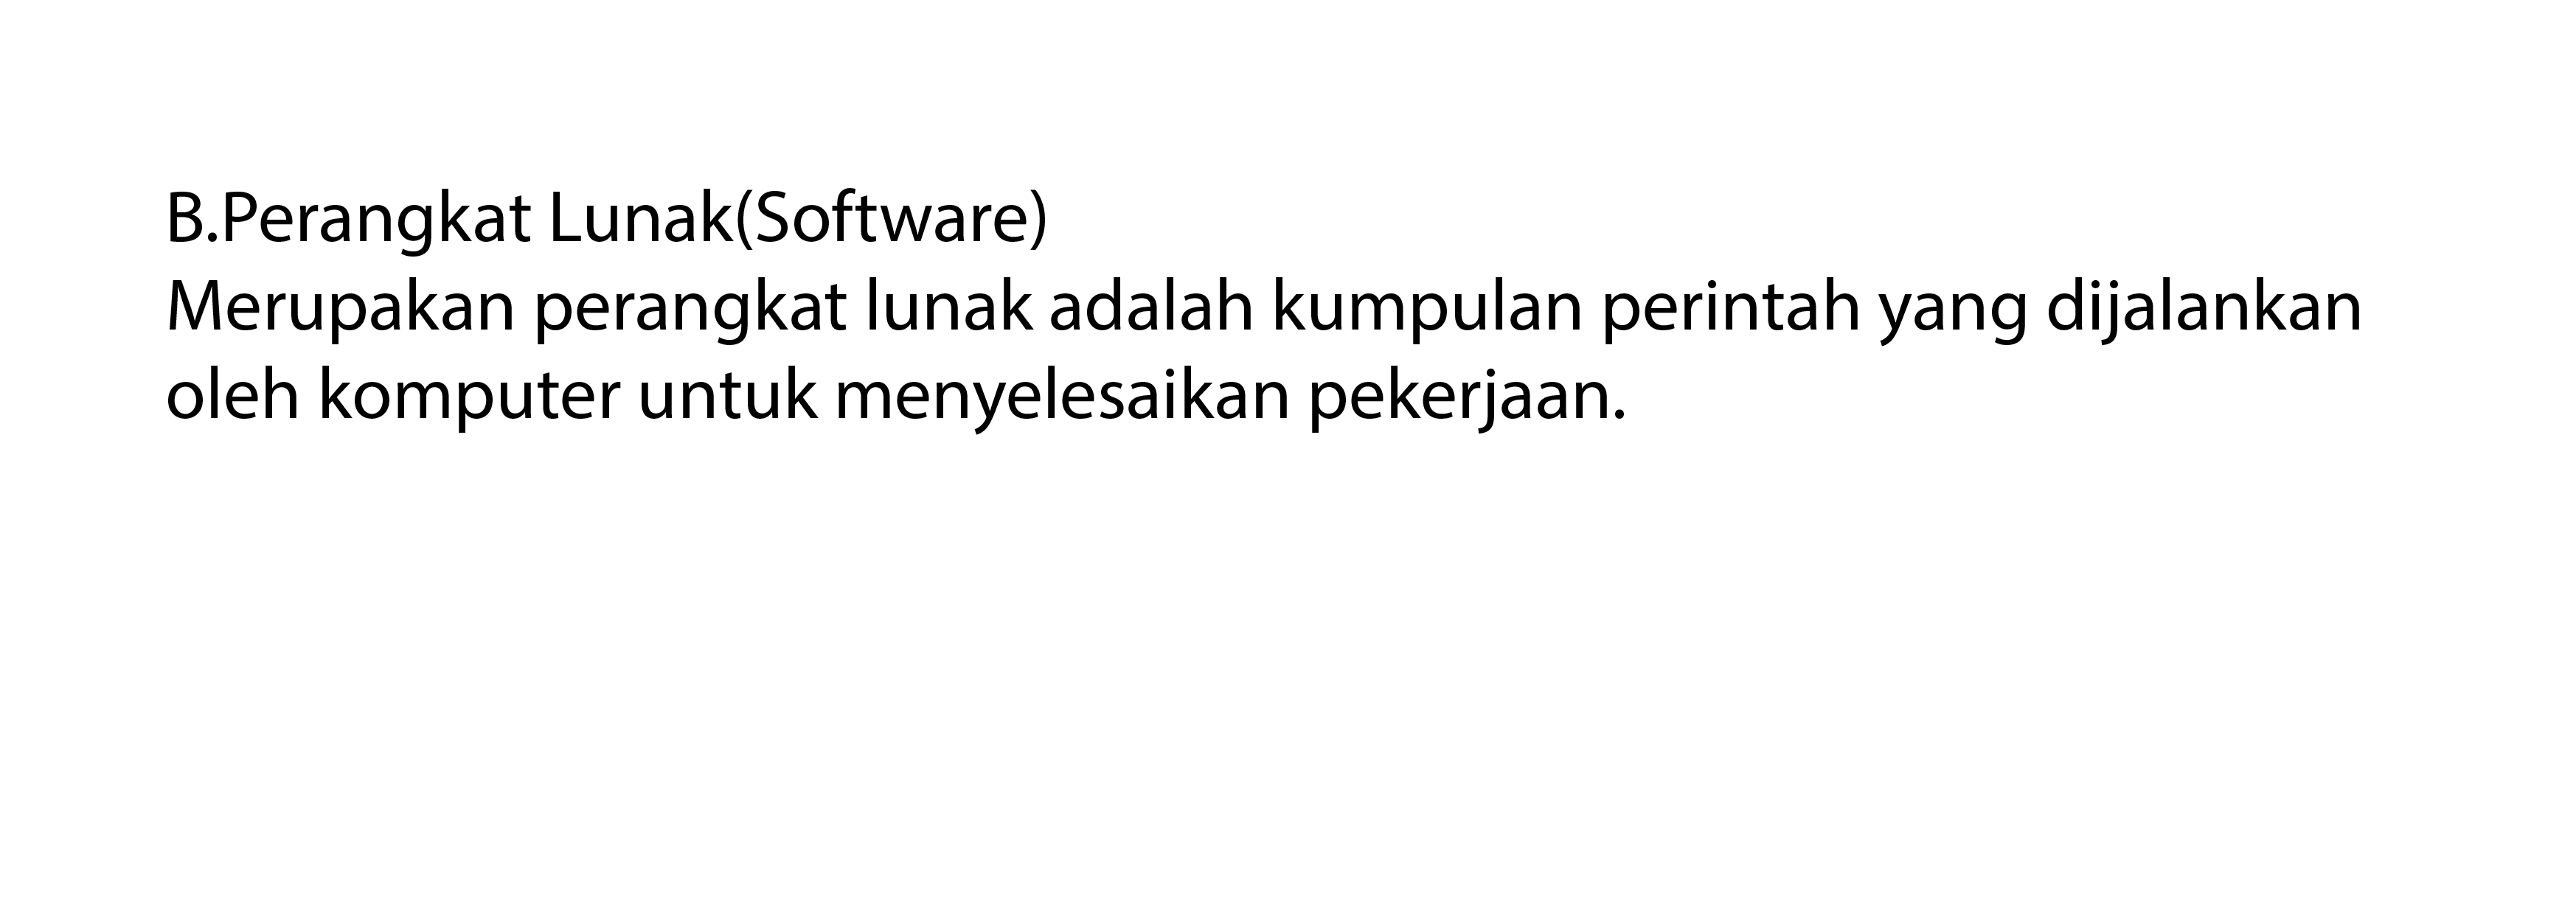 B.Perangkat Lunak(Software)
Merupakan perangkat lunak adalah kumpulan perintah yang dijalankan
oleh komputer untuk menyelesaikan pekerjaan.